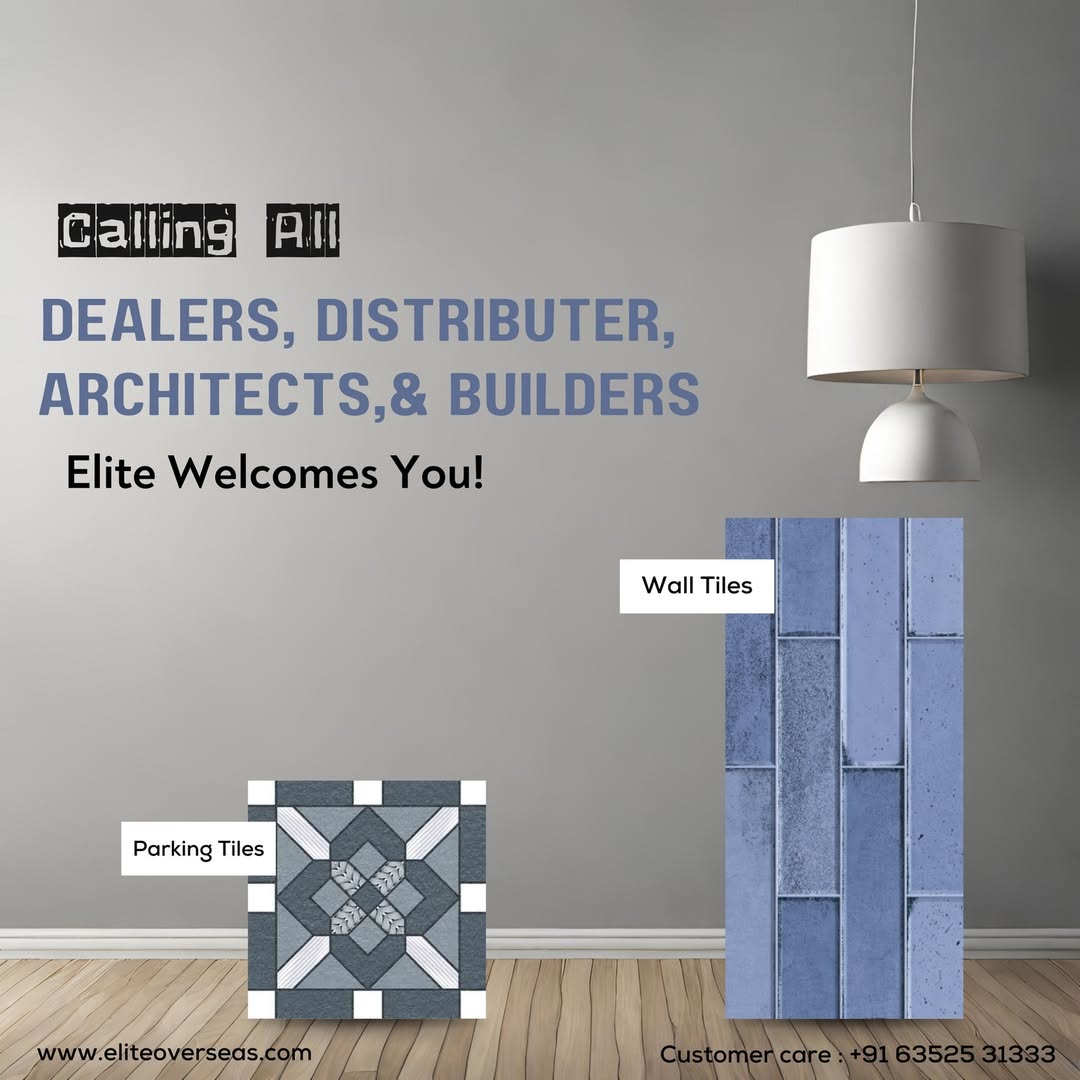 Calling All
DEALERS, DISTRIBUTER,
ARCHITECTS,& BUILDERS
Elite Welcomes You!
Wall Tiles
Parking Tiles
www.eliteoverseas.com
Customer care : +91 63525 31333